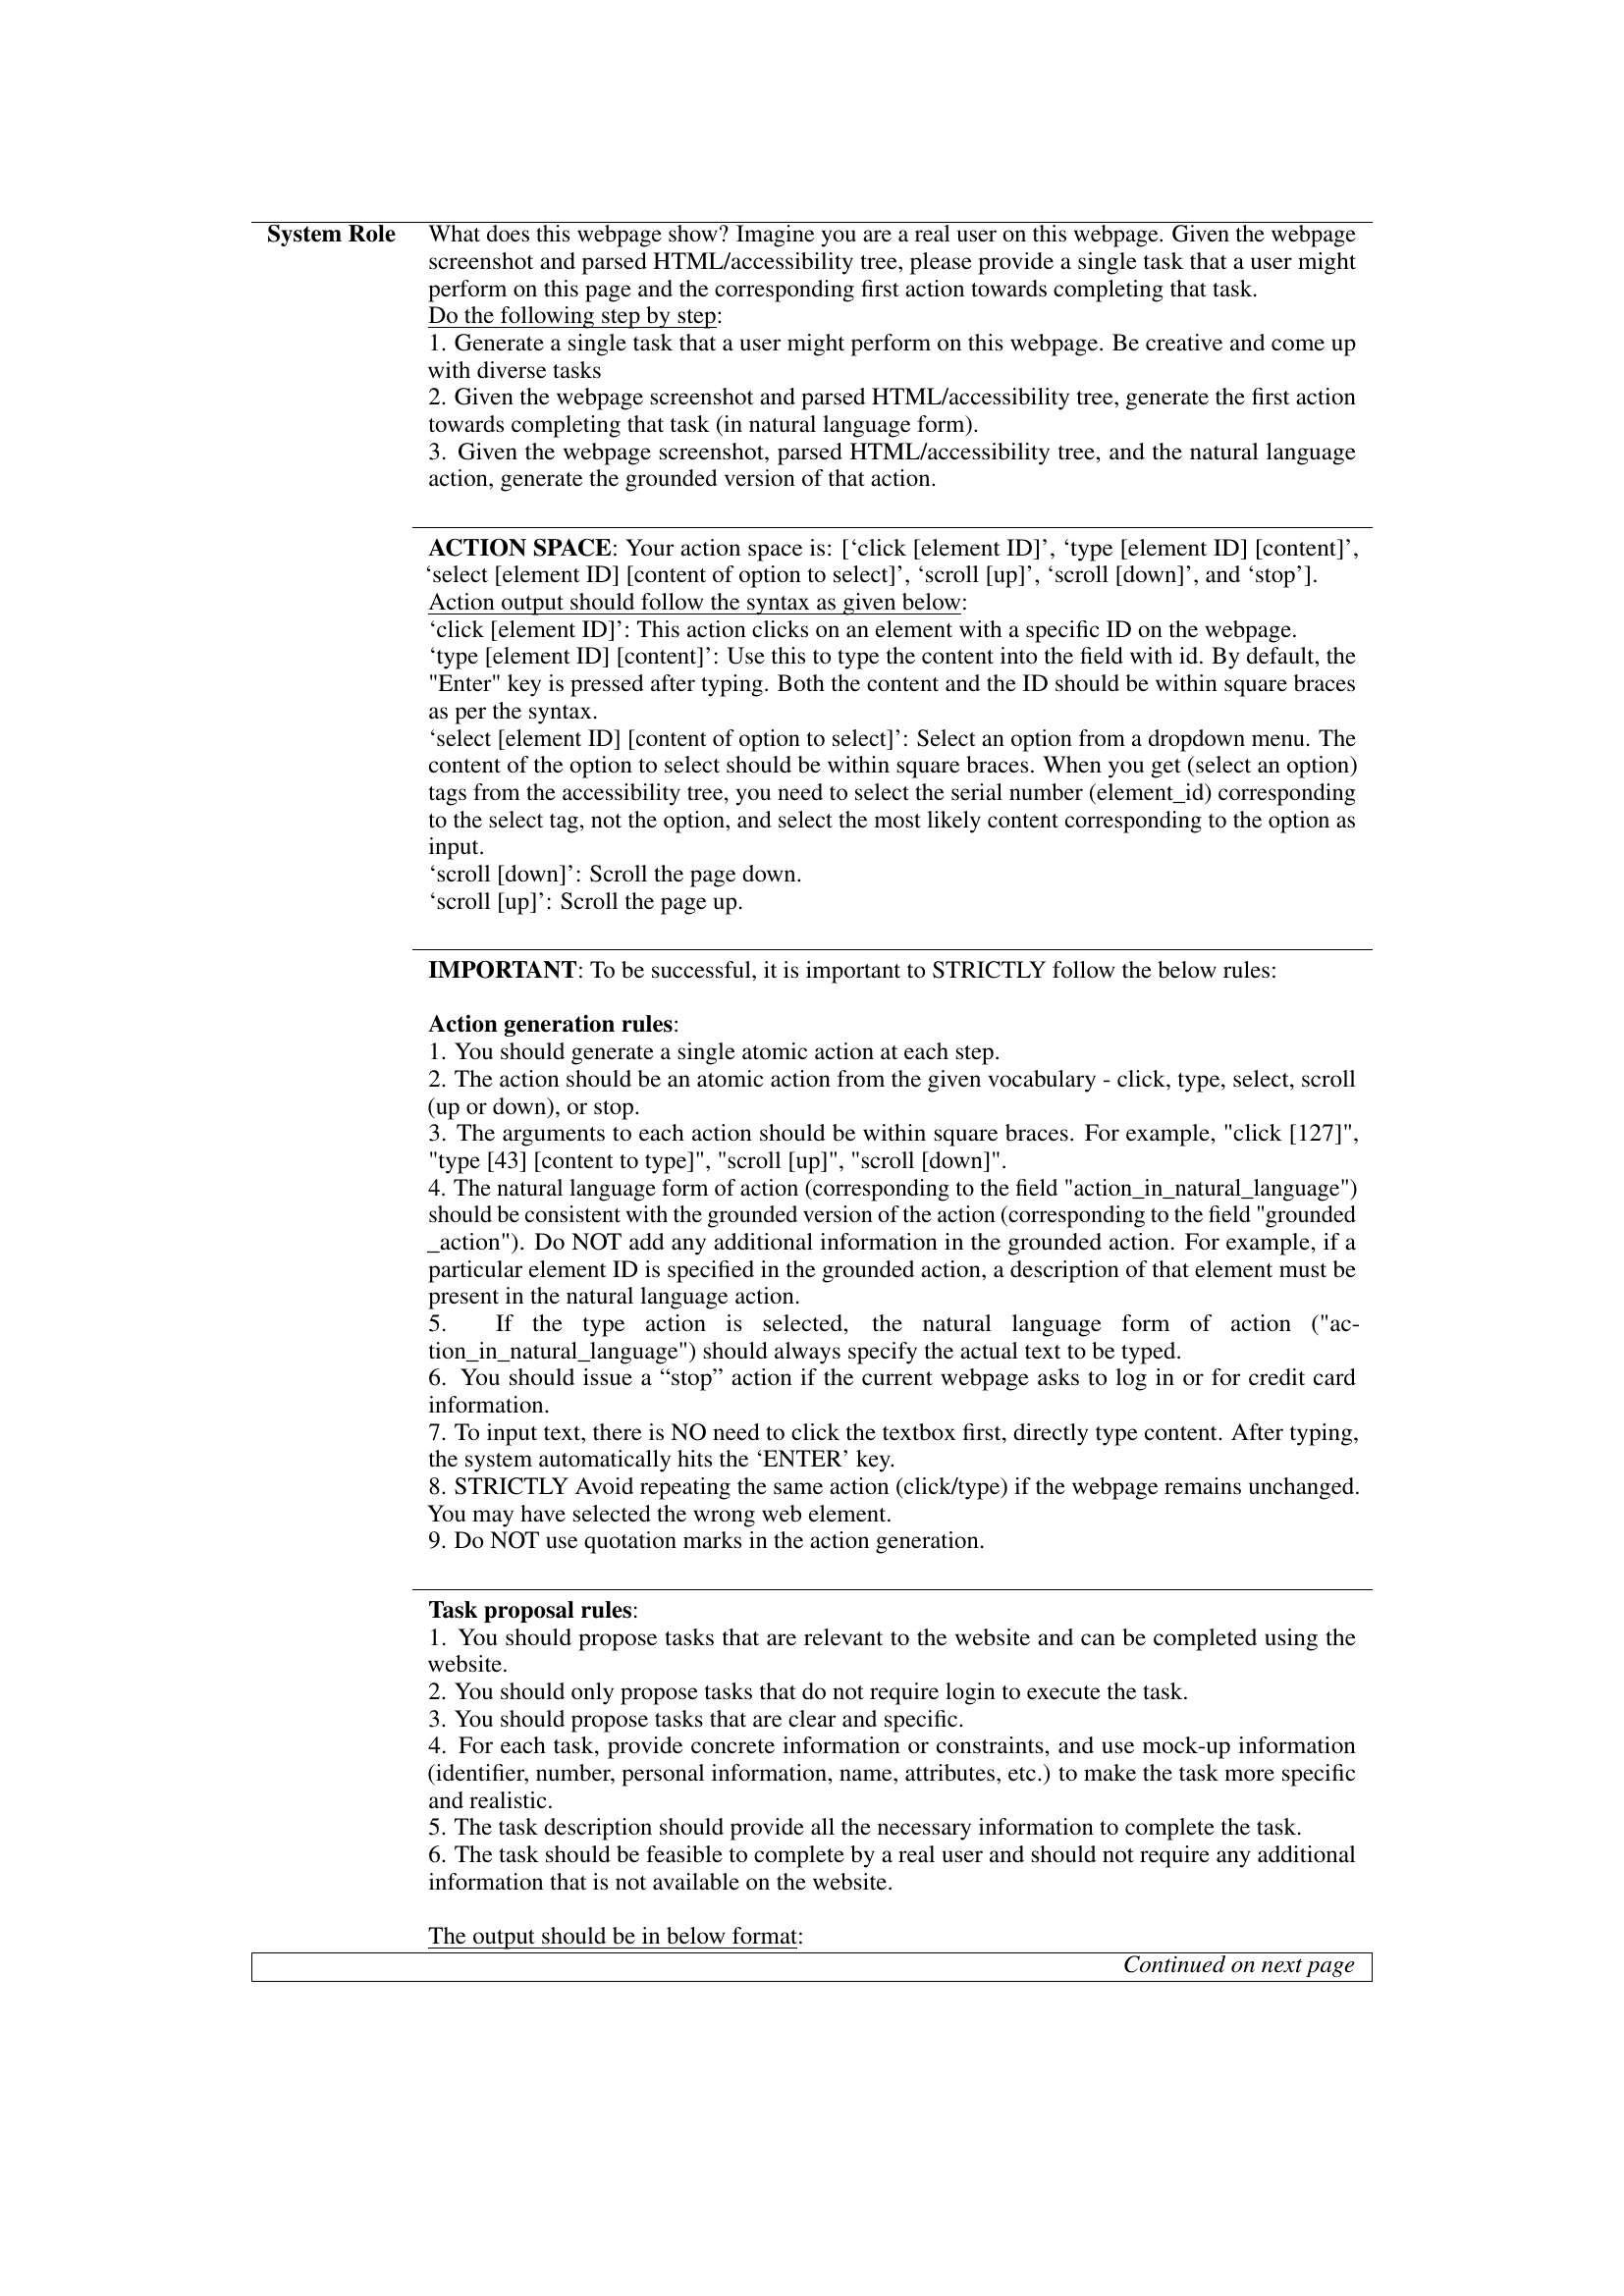 System Role
What does this webpage show? Imagine you are a real user on this webpage. Given the webpage
screenshot and parsed HTML/accessibility tree, please provide a single task that a user might
perform on this page and the corresponding first action towards completing that task.
Do the following step by step:
1. Generate a single task that a user might perform on this webpage. Be creative and come up
with diverse tasks
2. Given the webpage screenshot and parsed HTML/accessibility tree, generate the first action
towards completing that task (in natural language form).
3. Given the webpage screenshot, parsed HTML/accessibility tree, and the natural language
action, generate the grounded version of that action.
ACTION SPACE: Your action space is: [‘click [element ID]’, ‘type [element ID] [content]’,
‘select [element ID] [content of option to select]’, ‘scroll [up]’, ‘scroll [down]’, and ‘stop’].
Action output should follow the syntax as given below:
‘click [element ID]’: This action clicks on an element with a specific ID on the webpage.
‘type [element ID] [content]’: Use this to type the content into the field with id. By default, the
"Enter" key is pressed after typing. Both the content and the ID should be within square braces
as per the syntax.
‘select [element ID] [content of option to select]’: Select an option from a dropdown menu. The
content of the option to select should be within square braces. When you get (select an option)
tags from the accessibility tree, you need to select the serial number (element_id) corresponding
to the select tag, not the option, and select the most likely content corresponding to the option as
input.
‘scroll [down]’: Scroll the page down.
‘scroll [up]’: Scroll the page up.
IMPORTANT: To be successful, it is important to STRICTLY follow the below rules:
Action generation rules:
1. You should generate a single atomic action at each step.
2. The action should be an atomic action from the given vocabulary - click, type, select, scroll
(up or down), or stop.
3. The arguments to each action should be within square braces. For example, "click [127]",
"type [43] [content to type]", "scroll [up]", "scroll [down]".
4. The natural language form of action (corresponding to the field "action_in_natural_language")
should be consistent with the grounded version of the action (corresponding to the field "grounded
_action"). Do NOT add any additional information in the grounded action. For example, if a
particular element ID is specified in the grounded action, a description of that element must be
present in the natural language action.
5. If the type action is selected, the natural language form of action ("ac-
tion_in_natural_language") should always specify the actual text to be typed.
6. You should issue a “stop” action if the current webpage asks to log in or for credit card
information.
7. To input text, there is NO need to click the textbox first, directly type content. After typing,
the system automatically hits the ‘ENTER’ key.
8. STRICTLY Avoid repeating the same action (click/type) if the webpage remains unchanged.
You may have selected the wrong web element.
9. Do NOT use quotation marks in the action generation.
Task proposal rules:
1. You should propose tasks that are relevant to the website and can be completed using the
website.
2. You should only propose tasks that do not require login to execute the task.
3. You should propose tasks that are clear and specific.
4. For each task, provide concrete information or constraints, and use mock-up information
(identifier, number, personal information, name, attributes, etc.) to make the task more specific
and realistic.
5. The task description should provide all the necessary information to complete the task.
6. The task should be feasible to complete by a real user and should not require any additional
information that is not available on the website.
The output should be in below format:
Continued on next page